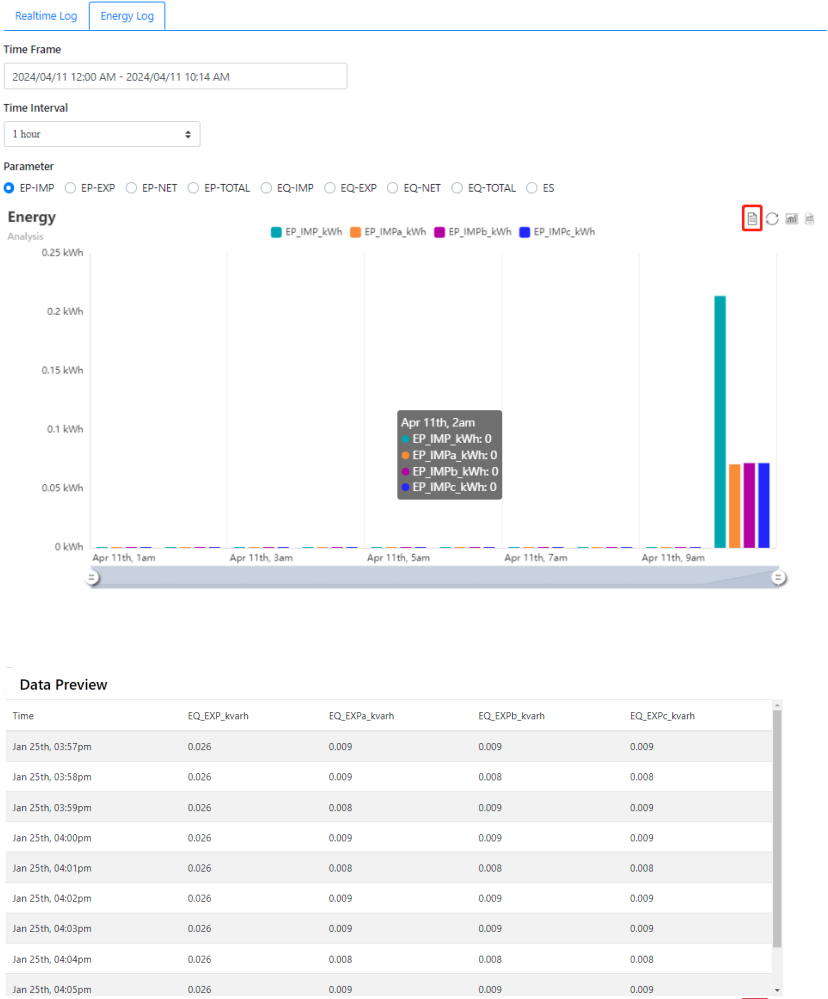 Realtime Log Energy Log
Time Frame
2024/04/11 12:00 AM - 2024/04/11 10:14 AM
Time Interval
1 hour
Parameter
EP-IMP EP-EXP EP-NET EP-TOTAL EQ-IMP EQ-EXP EQ-NET EQ-TOTAL ES
Energy
Analysis
EP_IMP_kWh EP_IMPa_kWh EP_IMPb_kWh EP_IMPc_kWh
0.25 kWh
0.2 kWh
0.15 kWh
0.1 kWh
0.05 kWh
0 kWh
Apr 11th, 2am
EP_IMP_kWh: 0
EP_IMPa_kWh: 0
EP_IMPb_kWh: 0
EP_IMPc_kWh: 0
Apr 11th, 1am Apr 11th, 3am Apr 11th, 5am Apr 11th, 7am Apr 11th, 9am
Data Preview
Time EQ_EXP_kvarh EQ_EXPa_kvarh EQ_EXPb_kvarh EQ_EXPc_kvarh
Jan 25th, 03:57pm 0.026 0.009 0.009 0.009
Jan 25th, 03:58pm 0.026 0.009 0.008 0.008
Jan 25th, 03:59pm 0.026 0.008 0.009 0.009
Jan 25th, 04:00pm 0.026 0.009 0.009 0.009
Jan 25th, 04:01pm 0.026 0.008 0.008 0.008
Jan 25th, 04:02pm 0.026 0.009 0.009 0.009
Jan 25th, 04:03pm 0.026 0.009 0.009 0.009
Jan 25th, 04:04pm 0.026 0.008 0.008 0.008
Jan 25th, 04:05pm 0.026 0.009 0.009 0.009